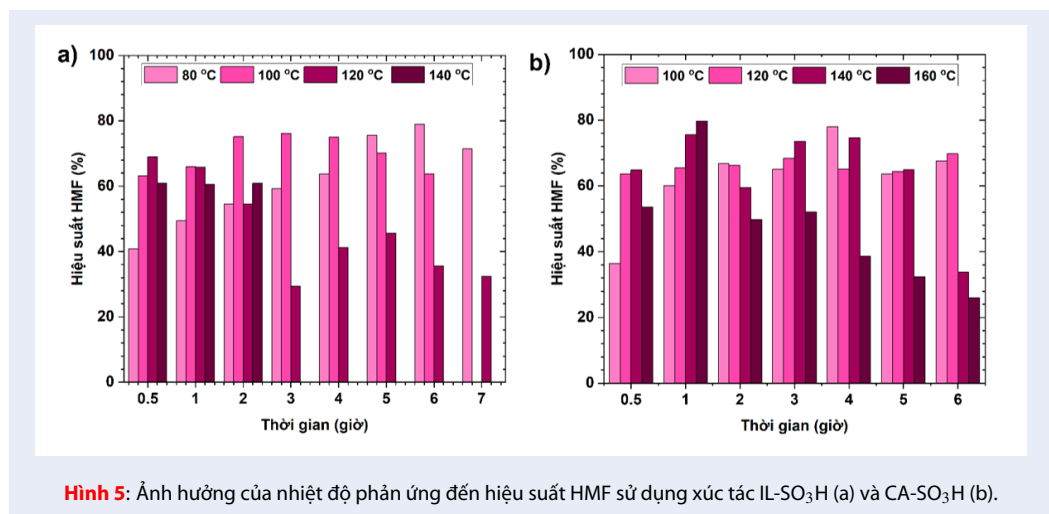 a)
80 °C 100 °C 120 °C 140 °C
Hiệu suất HMF (%)
100
80
60
40
20
0
0.5 1 2 3 4 5 6 7
Thời gian (giờ)
b)
100 °C 120 °C 140 °C 160 °C
Hiệu suất HMF (%)
100
80
60
40
20
0
0.5 1 2 3 4 5 6
Thời gian (giờ)
Hình 5: Ảnh hưởng của nhiệt độ phản ứng đến hiệu suất HMF sử dụng xúc tác IL-SO₃H (a) và CA-SO₃H (b).